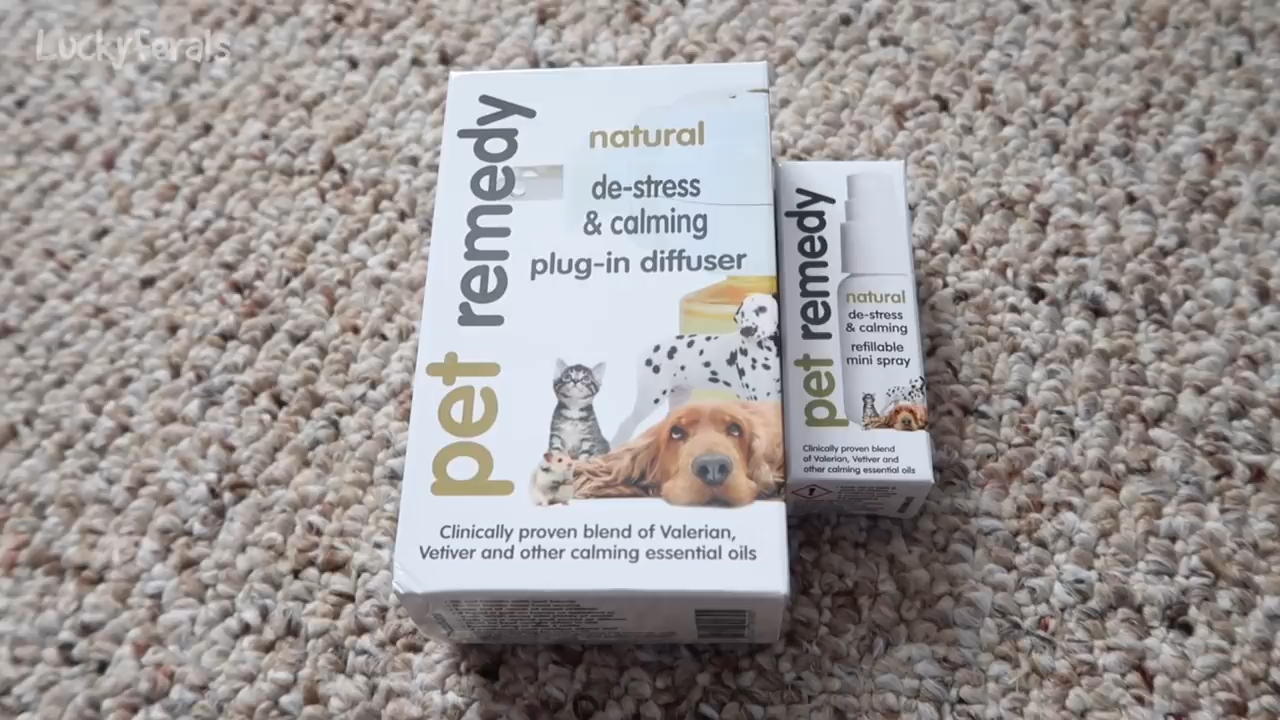 LuckyFerals
pet remedy
natural
de-stress
& calming
plug-in diffuser
Clinically proven blend of Valerian,
Vetiver and other calming essential oils
pet remedy
natural
de-stress
& calming
refillable
mini spray
Clinically proven blend
of Valerian, Vetiver and
other calming essential oils